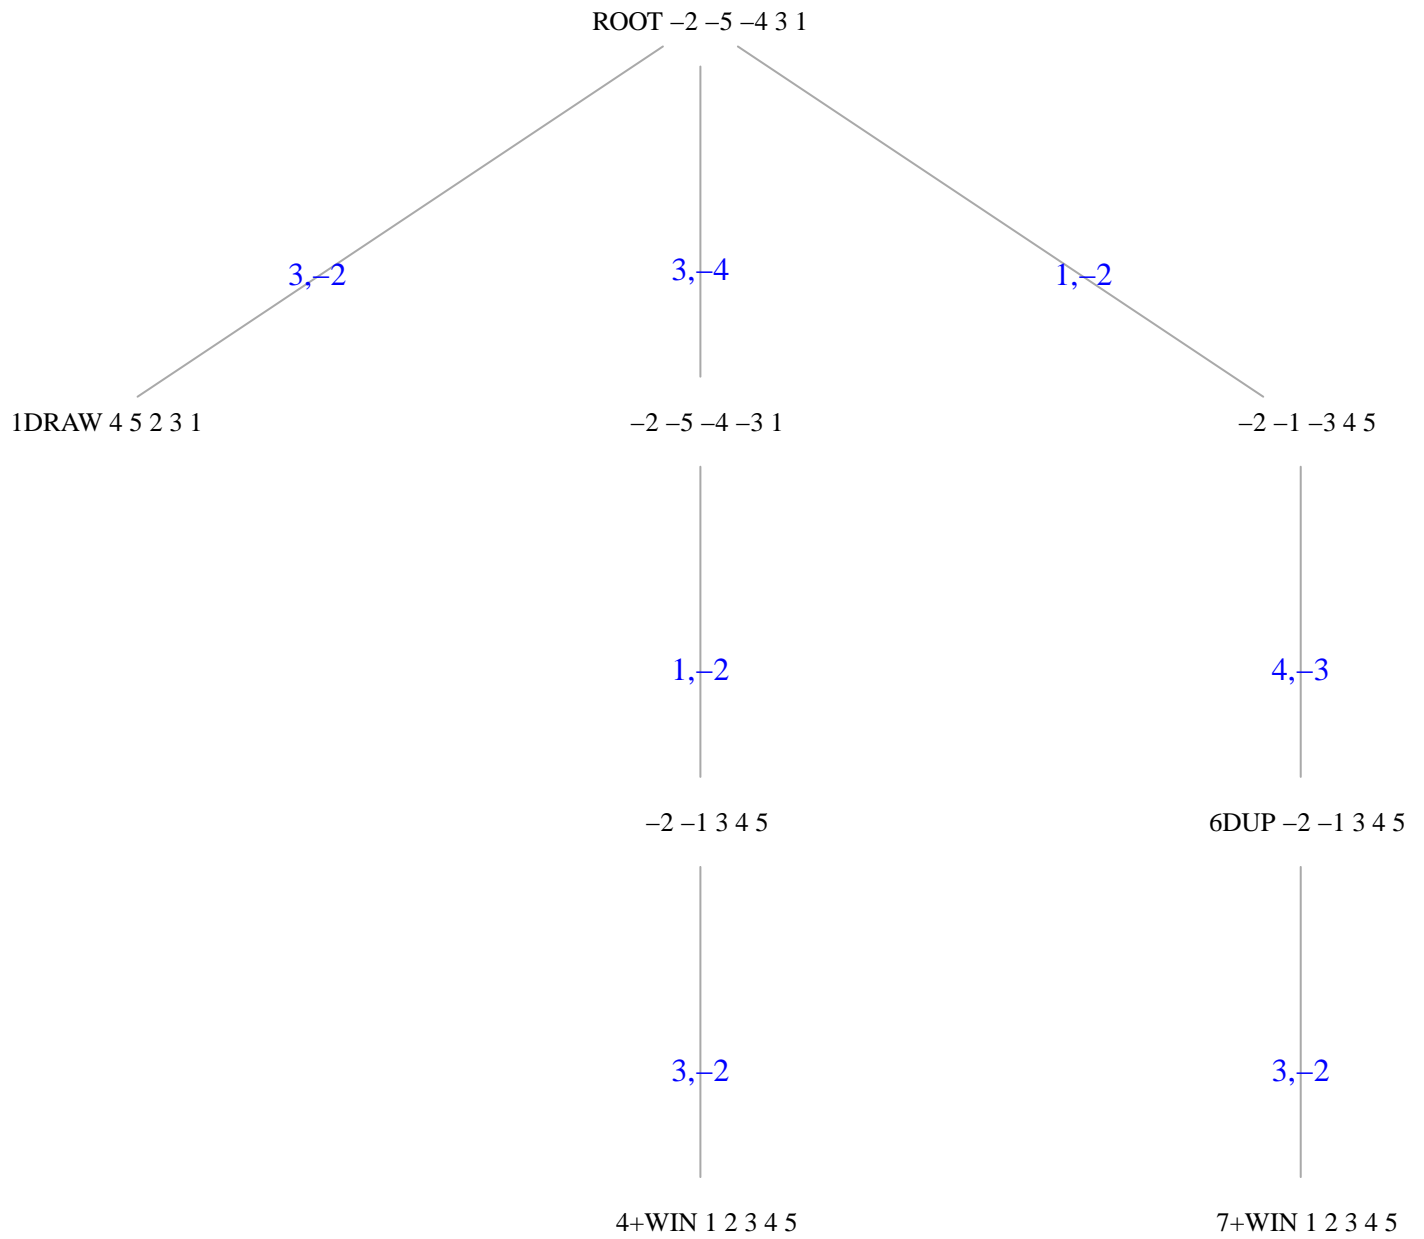 ROOT –2 –5 –4 3 1
3,–2
3,–4
1,–2
1DRAW 4 5 2 3 1
–2 –5 –4 –3 1
–2 –1 –3 4 5
1,–2
4,–3
–2 –1 3 4 5
6DUP –2 –1 3 4 5
3,–2
3,–2
4+WIN 1 2 3 4 5
7+WIN 1 2 3 4 5